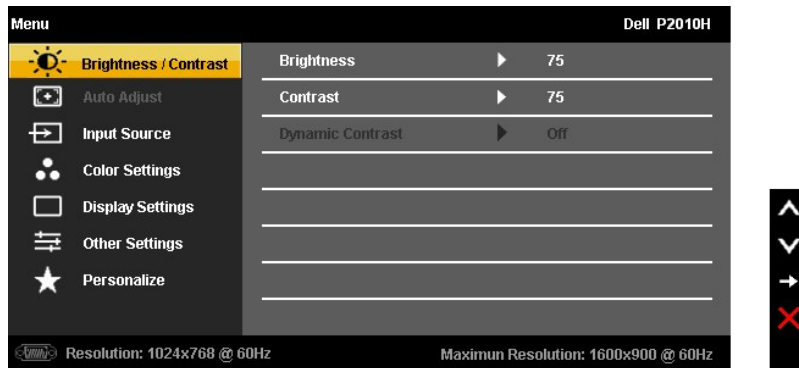 Menu Dell P2010H
Brightness / Contrast Brightness 75
Auto Adjust Contrast 75
Input Source Dynamic Contrast Off
Color Settings
Display Settings
Other Settings
Personalize
Resolution: 1024x768 @ 60Hz Maximun Resolution: 1600x900 @ 60Hz